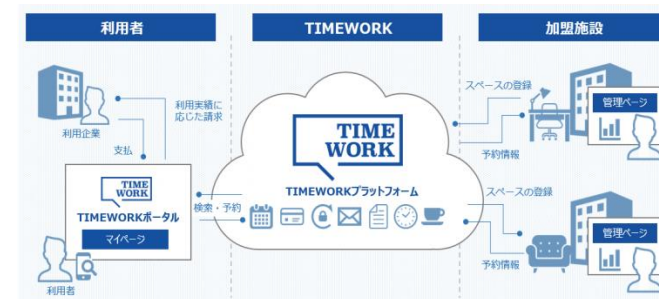 利用者
TIMEWORK
加盟施設
スペースの登録
管理ページ
予約情報
利用実績に
応じた請求
利用企業
支払
TIME
WORK
TIMEWORKプラットフォーム
TIME
WORK
TIMEWORKポータル
マイページ
検索・予約
利用者
スペースの登録
管理ページ
予約情報